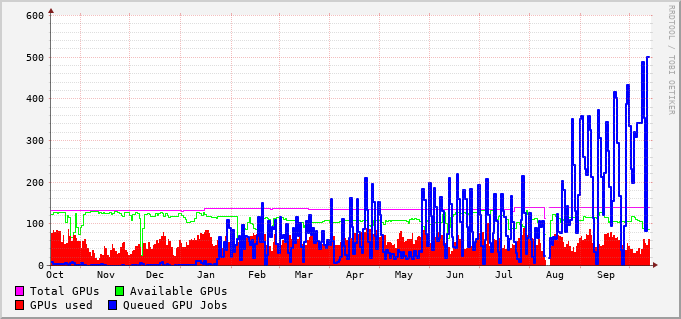 600
500
400
300
200
100
0
Oct Nov Dec Jan Feb Mar Apr May Jun Jul Aug Sep
RRDTOOL / TOBI OETIKER
Total GPUs Available GPUs
GPUs used Queued GPU Jobs